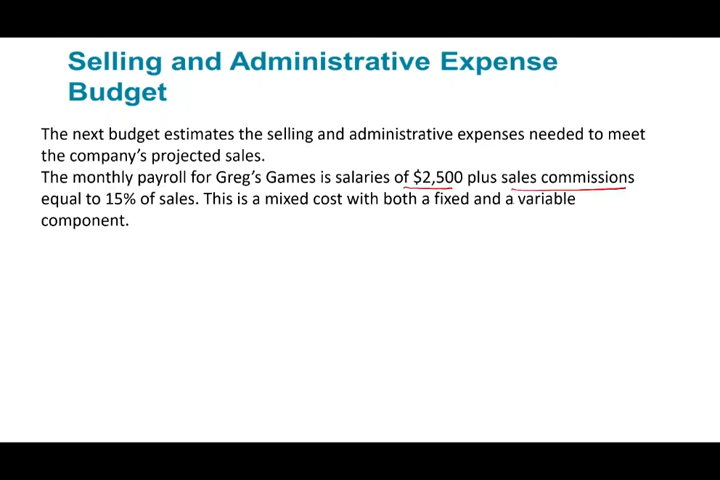 Selling and Administrative Expense
Budget
The next budget estimates the selling and administrative expenses needed to meet
the company’s projected sales.
The monthly payroll for Greg’s Games is salaries of $2,500 plus sales commissions
equal to 15% of sales. This is a mixed cost with both a fixed and a variable
component.